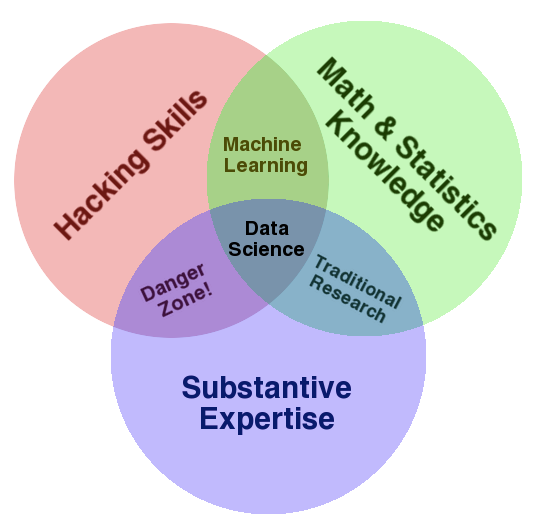 Hacking Skills
Math & Statistics
Knowledge
Machine
Learning
Data
Science
Danger
Zone!
Traditional
Research
Substantive
Expertise